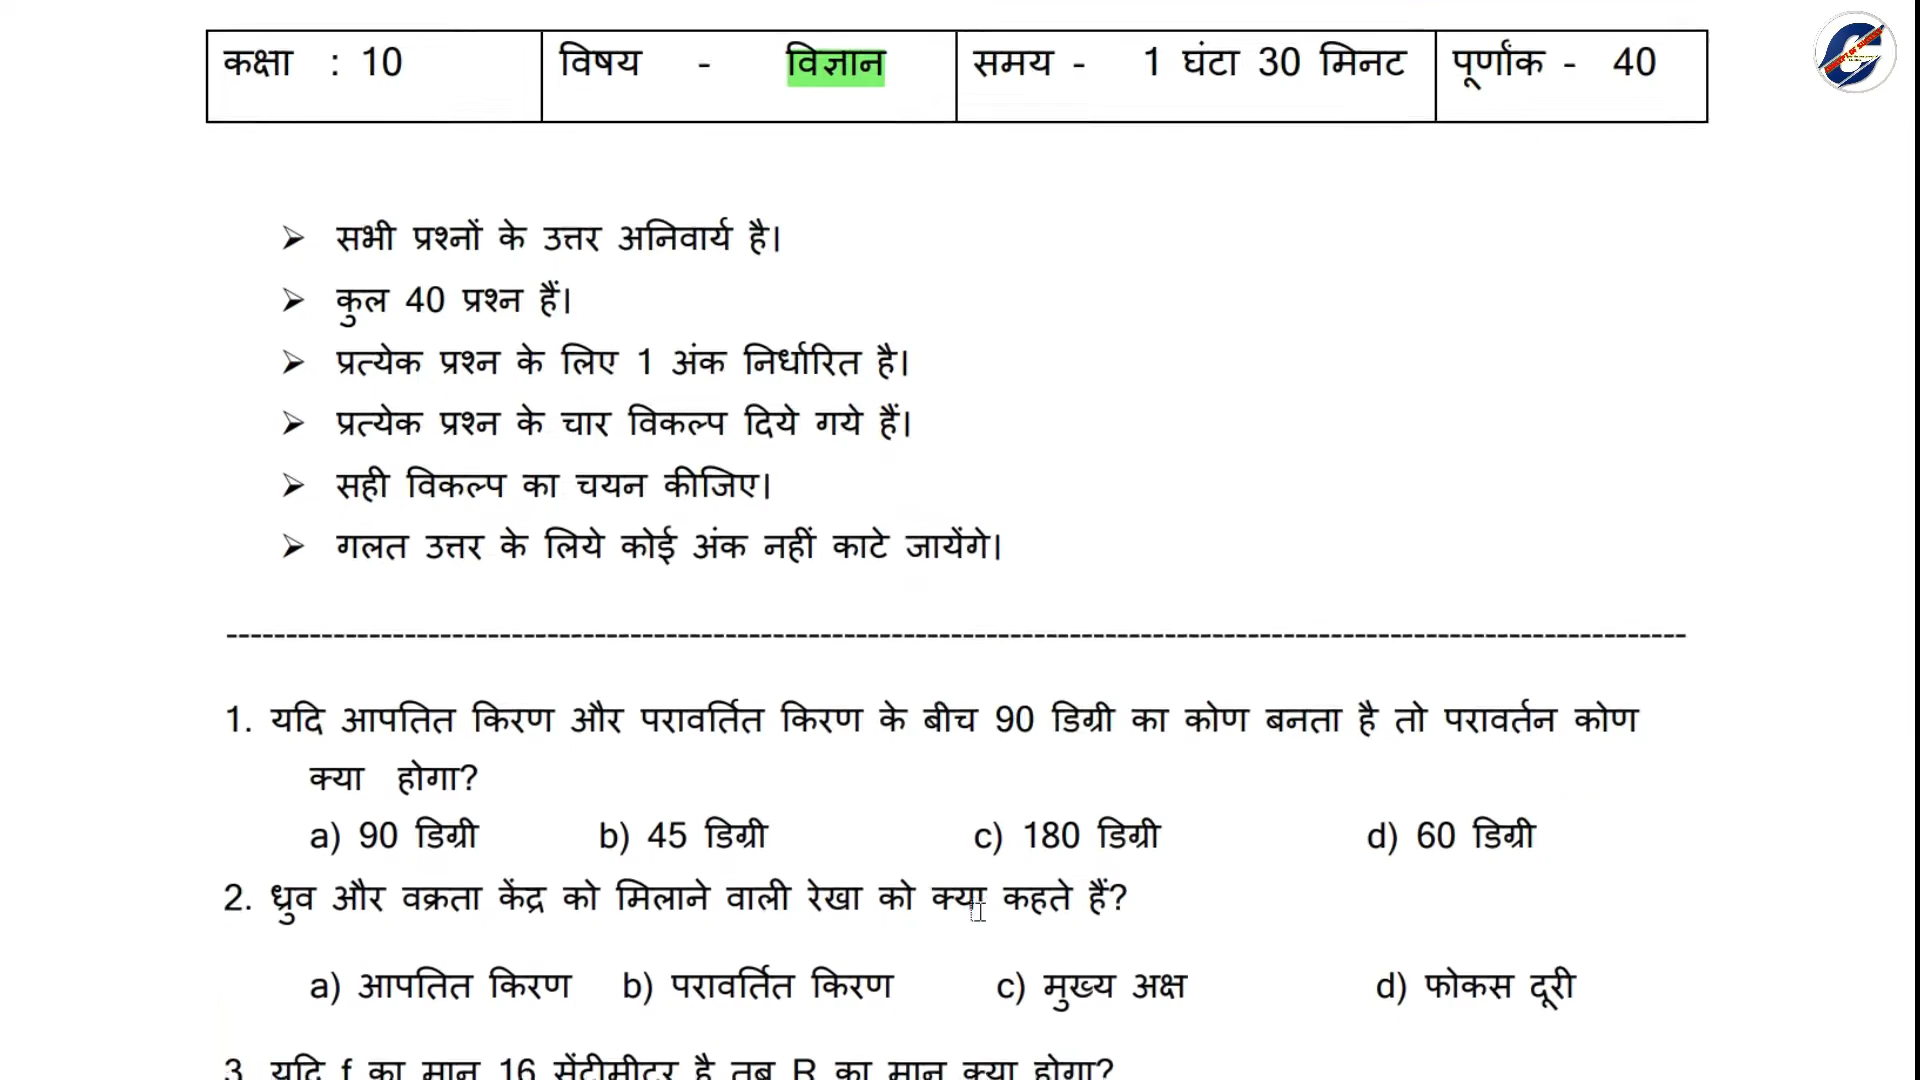 कक्षा : 10 विषय - विज्ञान समय - 1 घंटा 30 मिनट पूर्णांक - 40
➢ सभी प्रश्नों के उत्तर अनिवार्य है।
➢ कुल 40 प्रश्न हैं।
➢ प्रत्येक प्रश्न के लिए 1 अंक निर्धारित है।
➢ प्रत्येक प्रश्न के चार विकल्प दिये गये हैं।
➢ सही विकल्प का चयन कीजिए।
➢ गलत उत्तर के लिये कोई अंक नहीं काटे जायेंगे।
1. यदि आपतित किरण और परावर्तित किरण के बीच 90 डिग्री का कोण बनता है तो परावर्तन कोण
क्या होगा?
a) 90 डिग्री b) 45 डिग्री c) 180 डिग्री d) 60 डिग्री
2. ध्रुव और वक्रता केंद्र को मिलाने वाली रेखा को क्या कहते हैं?
a) आपतित किरण b) परावर्तित किरण c) मुख्य अक्ष d) फोकस दूरी
3. यदि f का मान 16 सेंटीमीटर है तब R का मान क्या होगा?